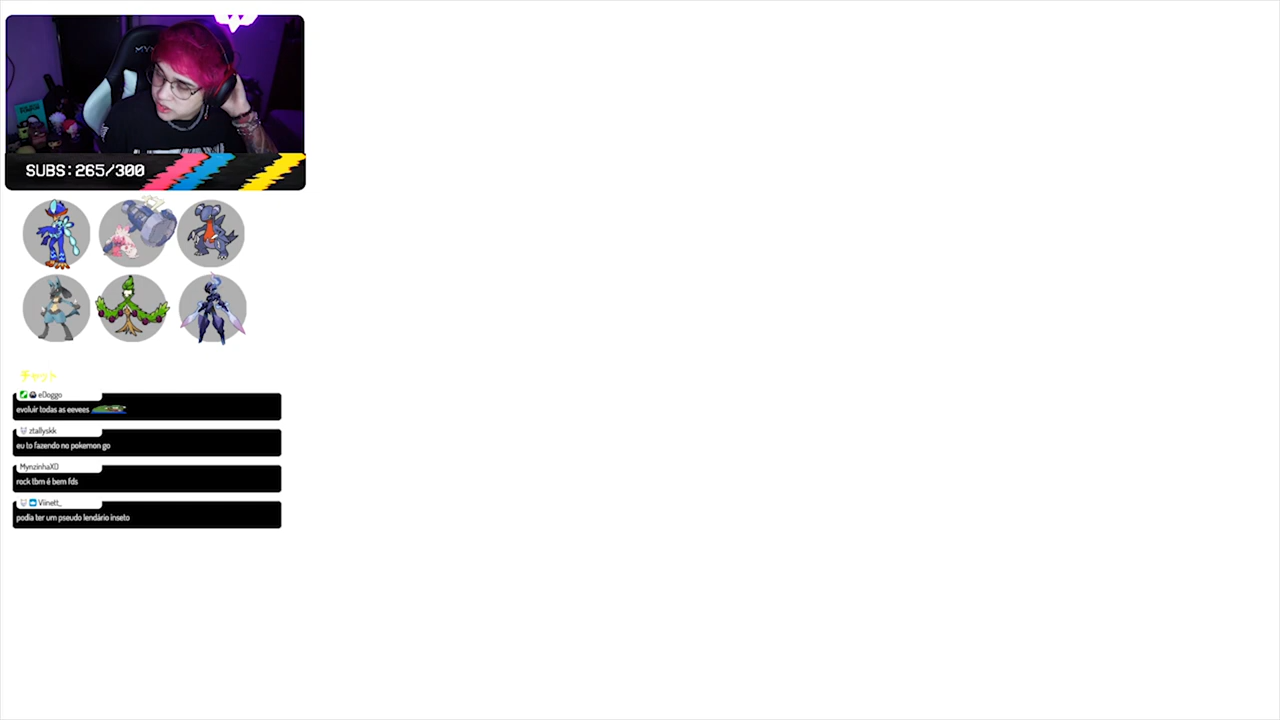 SUBS: 265/300
チャット
eDoggo
evoluir todas as eevees
ztallyskk
eu to fazendo no pokemon go
MynzinhaXO
rock tbm é bem fds
Viinett_
podia ter um pseudo lendário inseto